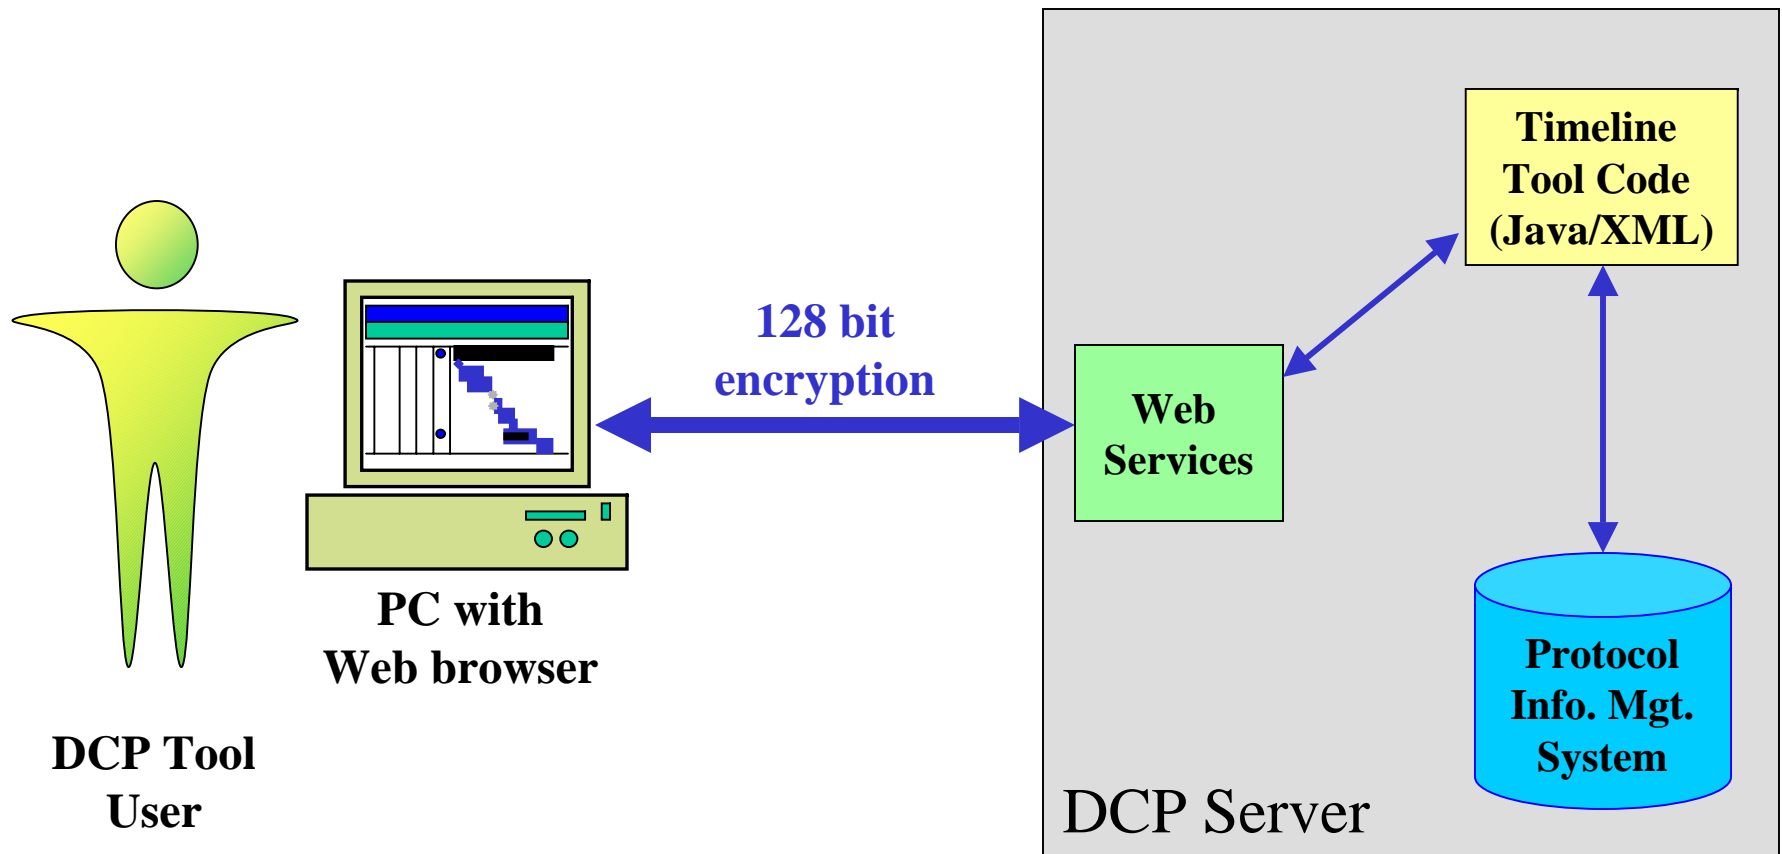 Timeline
Tool Code
(Java/XML)
128 bit
encryption
Web
Services
PC with
Web browser
Protocol
Info. Mgt.
System
DCP Tool
User
DCP Server